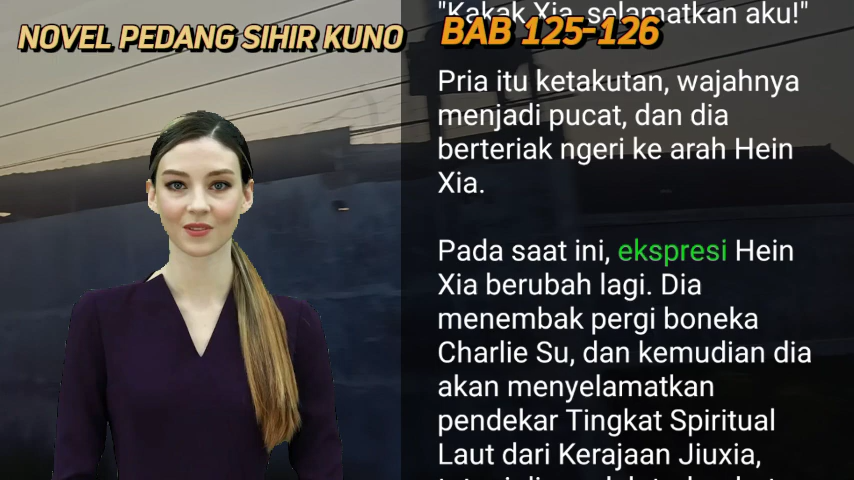 NOVEL PEDANG SIHIR KUNO
BAB 125-126
"Kakak Xia, selamatkan aku!"
Pria itu ketakutan, wajahnya
menjadi pucat, dan dia
berteriak ngeri ke arah Hein
Xia.
Pada saat ini, ekspresi Hein
Xia berubah lagi. Dia
menembak pergi boneka
Charlie Su, dan kemudian dia
akan menyelamatkan
pendekar Tingkat Spiritual
Laut dari Kerajaan Jiuxia,